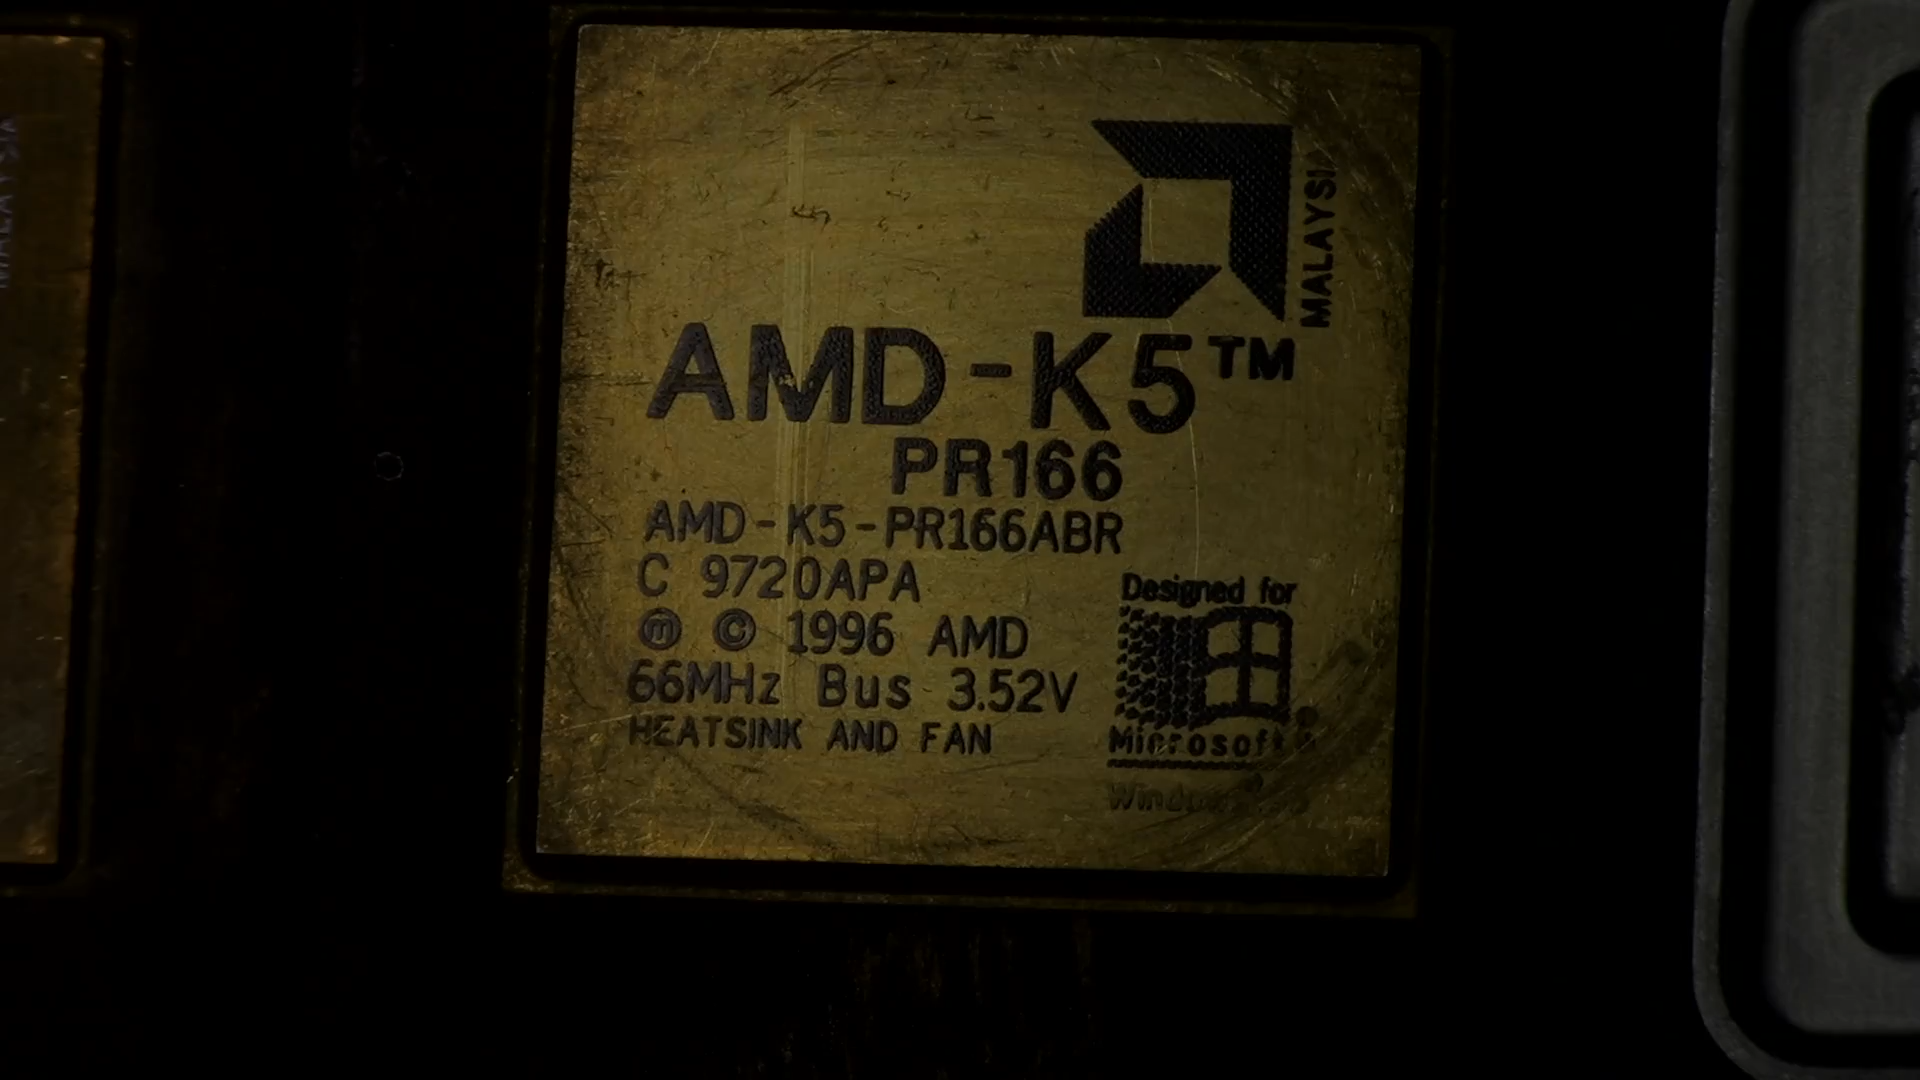 MALAYSIA
MALAYSIA
AMD-K5™
PR166
AMD-K5-PR166ABR
C 9720APA
ⓜ © 1996 AMD
66MHz Bus 3.52V
HEATSINK AND FAN
Designed for
Microsoft